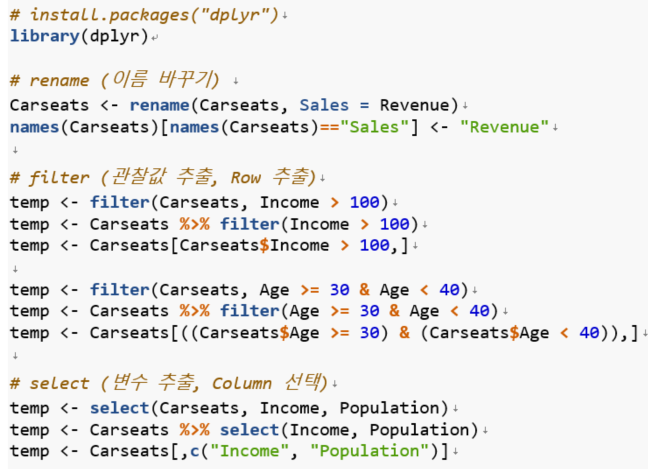 # install.packages("dplyr")↓
library(dplyr)↵
# rename (이름 바꾸기) ↓
Carseats <- rename(Carseats, Sales = Revenue)↓
names(Carseats)[names(Carseats)=="Sales"] <- "Revenue"↓
↓
# filter (관찰값 추출, Row 추출)↓
temp <- filter(Carseats, Income > 100)↓
temp <- Carseats %>% filter(Income > 100)↓
temp <- Carseats[Carseats$Income > 100,]↓
↓
temp <- filter(Carseats, Age >= 30 & Age < 40)↓
temp <- Carseats %>% filter(Age >= 30 & Age < 40)↓
temp <- Carseats[((Carseats$Age >= 30) & (Carseats$Age < 40)),]↓
↓
# select (변수 추출, Column 선택)↓
temp <- select(Carseats, Income, Population)↓
temp <- Carseats %>% select(Income, Population)↓
temp <- Carseats[,c("Income", "Population")]↓